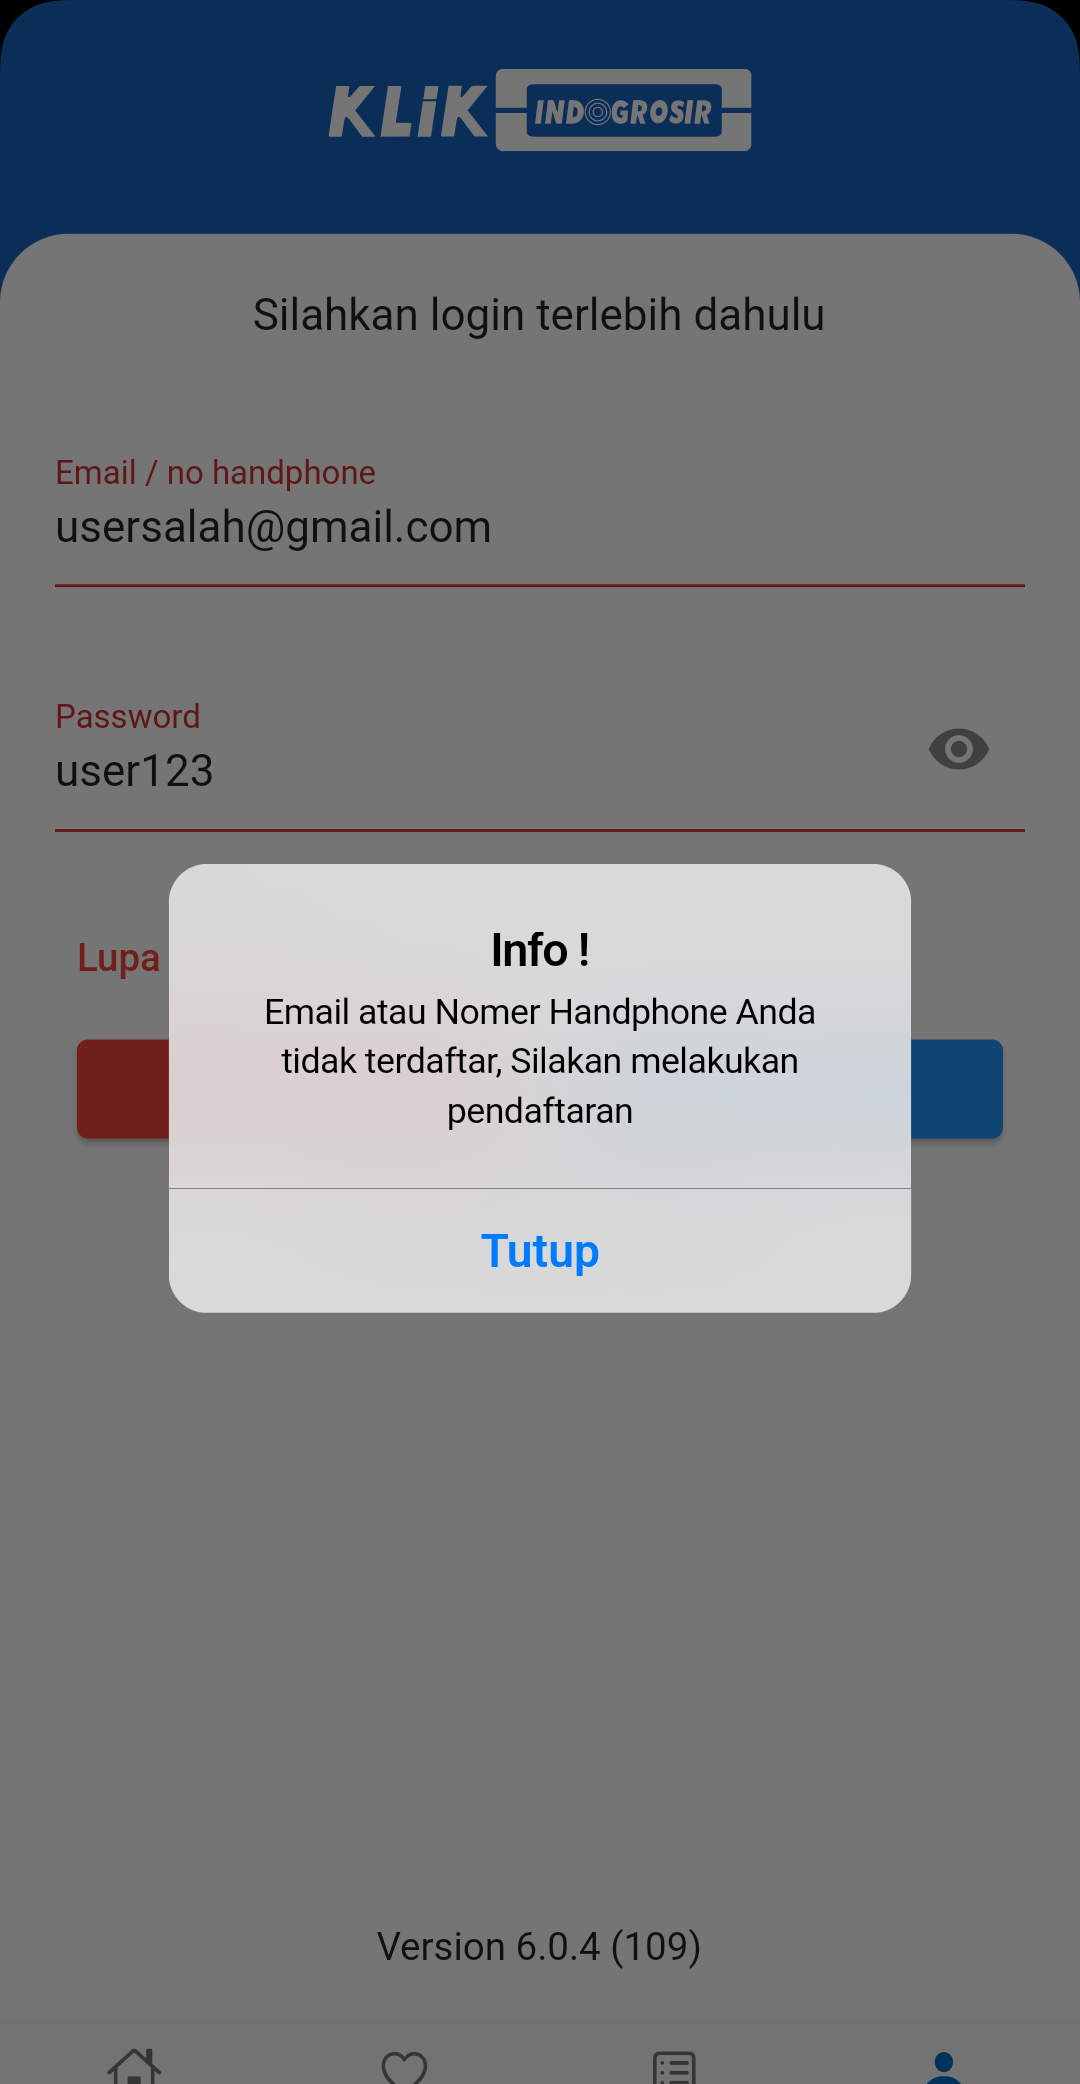 KLiK INDOGROSIR
Silahkan login terlebih dahulu
Email / no handphone
usersalah@gmail.com
Password
user123
Lupa
Info !
Email atau Nomer Handphone Anda
tidak terdaftar, Silakan melakukan
pendaftaran
Tutup
Version 6.0.4 (109)